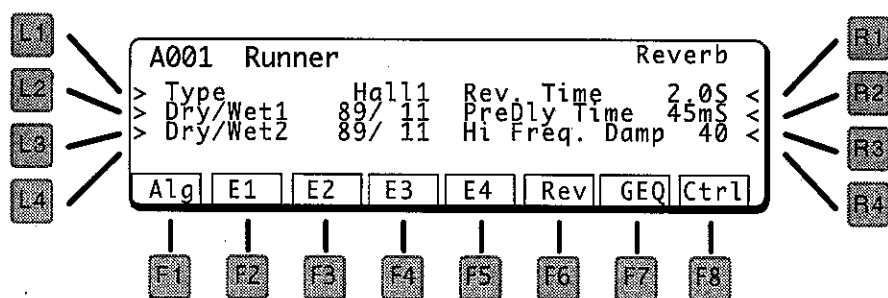 L1
L2
L3
L4
A001 Runner Reverb
> Type Hall1 Rev. Time 2.0S <
> Dry/Wet1 89/ 11 PreDly Time 45mS <
> Dry/Wet2 89/ 11 Hi Freq. Damp 40 <
Alg E1 E2 E3 E4 Rev GEQ Ctrl
R1
R2
R3
R4
F1 F2 F3 F4 F5 F6 F7 F8